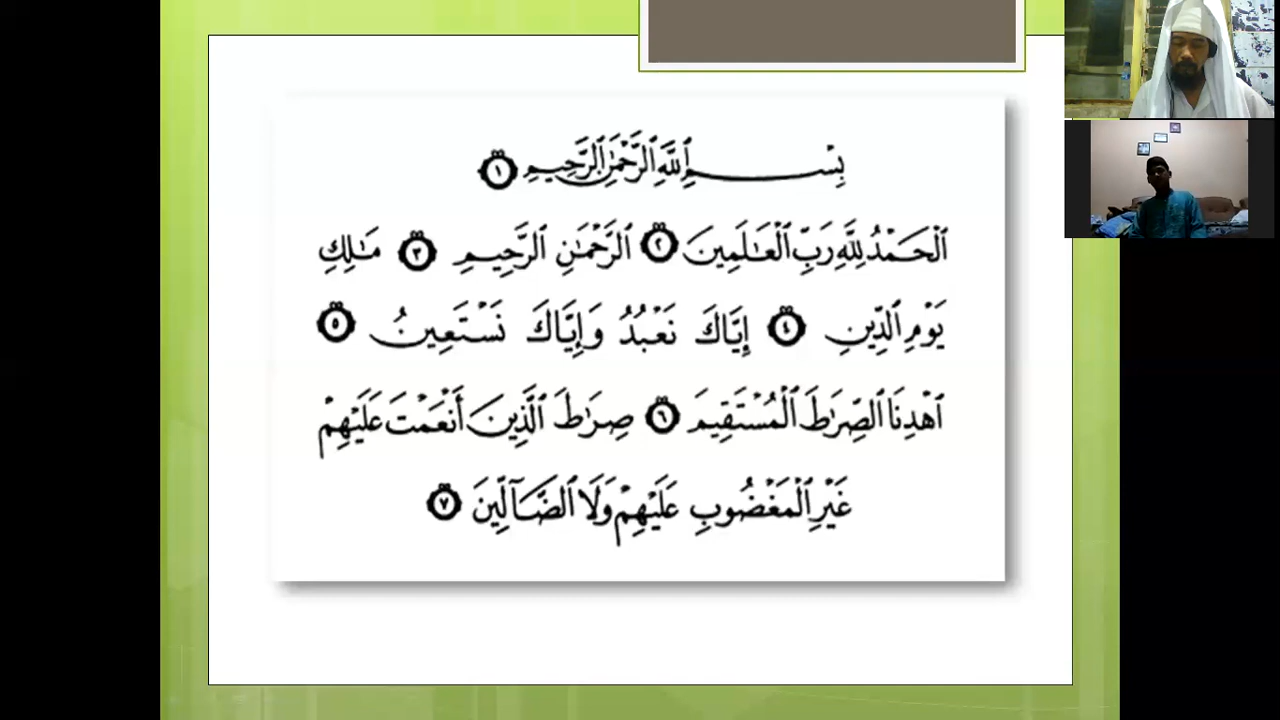 بِسْمِ ٱللَّهِ ٱلرَّحْمَٰنِ ٱلرَّحِيمِ ١
ٱلْحَمْدُ لِلَّهِ رَبِّ ٱلْعَٰلَمِينَ ٢ ٱلرَّحْمَٰنِ ٱلرَّحِيمِ ٣ مَٰلِكِ
يَوْمِ ٱلدِّينِ ٤ إِيَّاكَ نَعْبُدُ وَإِيَّاكَ نَسْتَعِينُ ٥
ٱهْدِنَا ٱلصِّرَٰطَ ٱلْمُسْتَقِيمَ ٦ صِرَٰطَ ٱلَّذِينَ أَنْعَمْتَ عَلَيْهِمْ
غَيْرِ ٱلْمَغْضُوبِ عَلَيْهِمْ وَلَا ٱلضَّآلِّينَ ٧